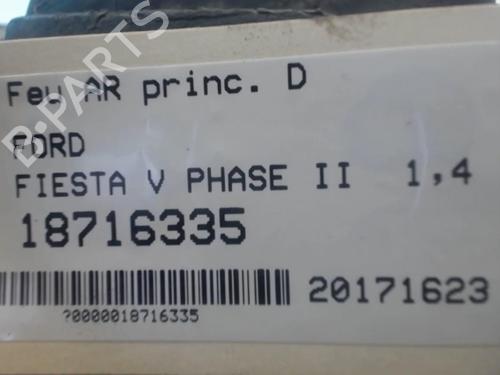 Feu AR princ. D
FORD
FIESTA V PHASE II 1,4
18716335
20171623
?0000018716335
B-PARTS